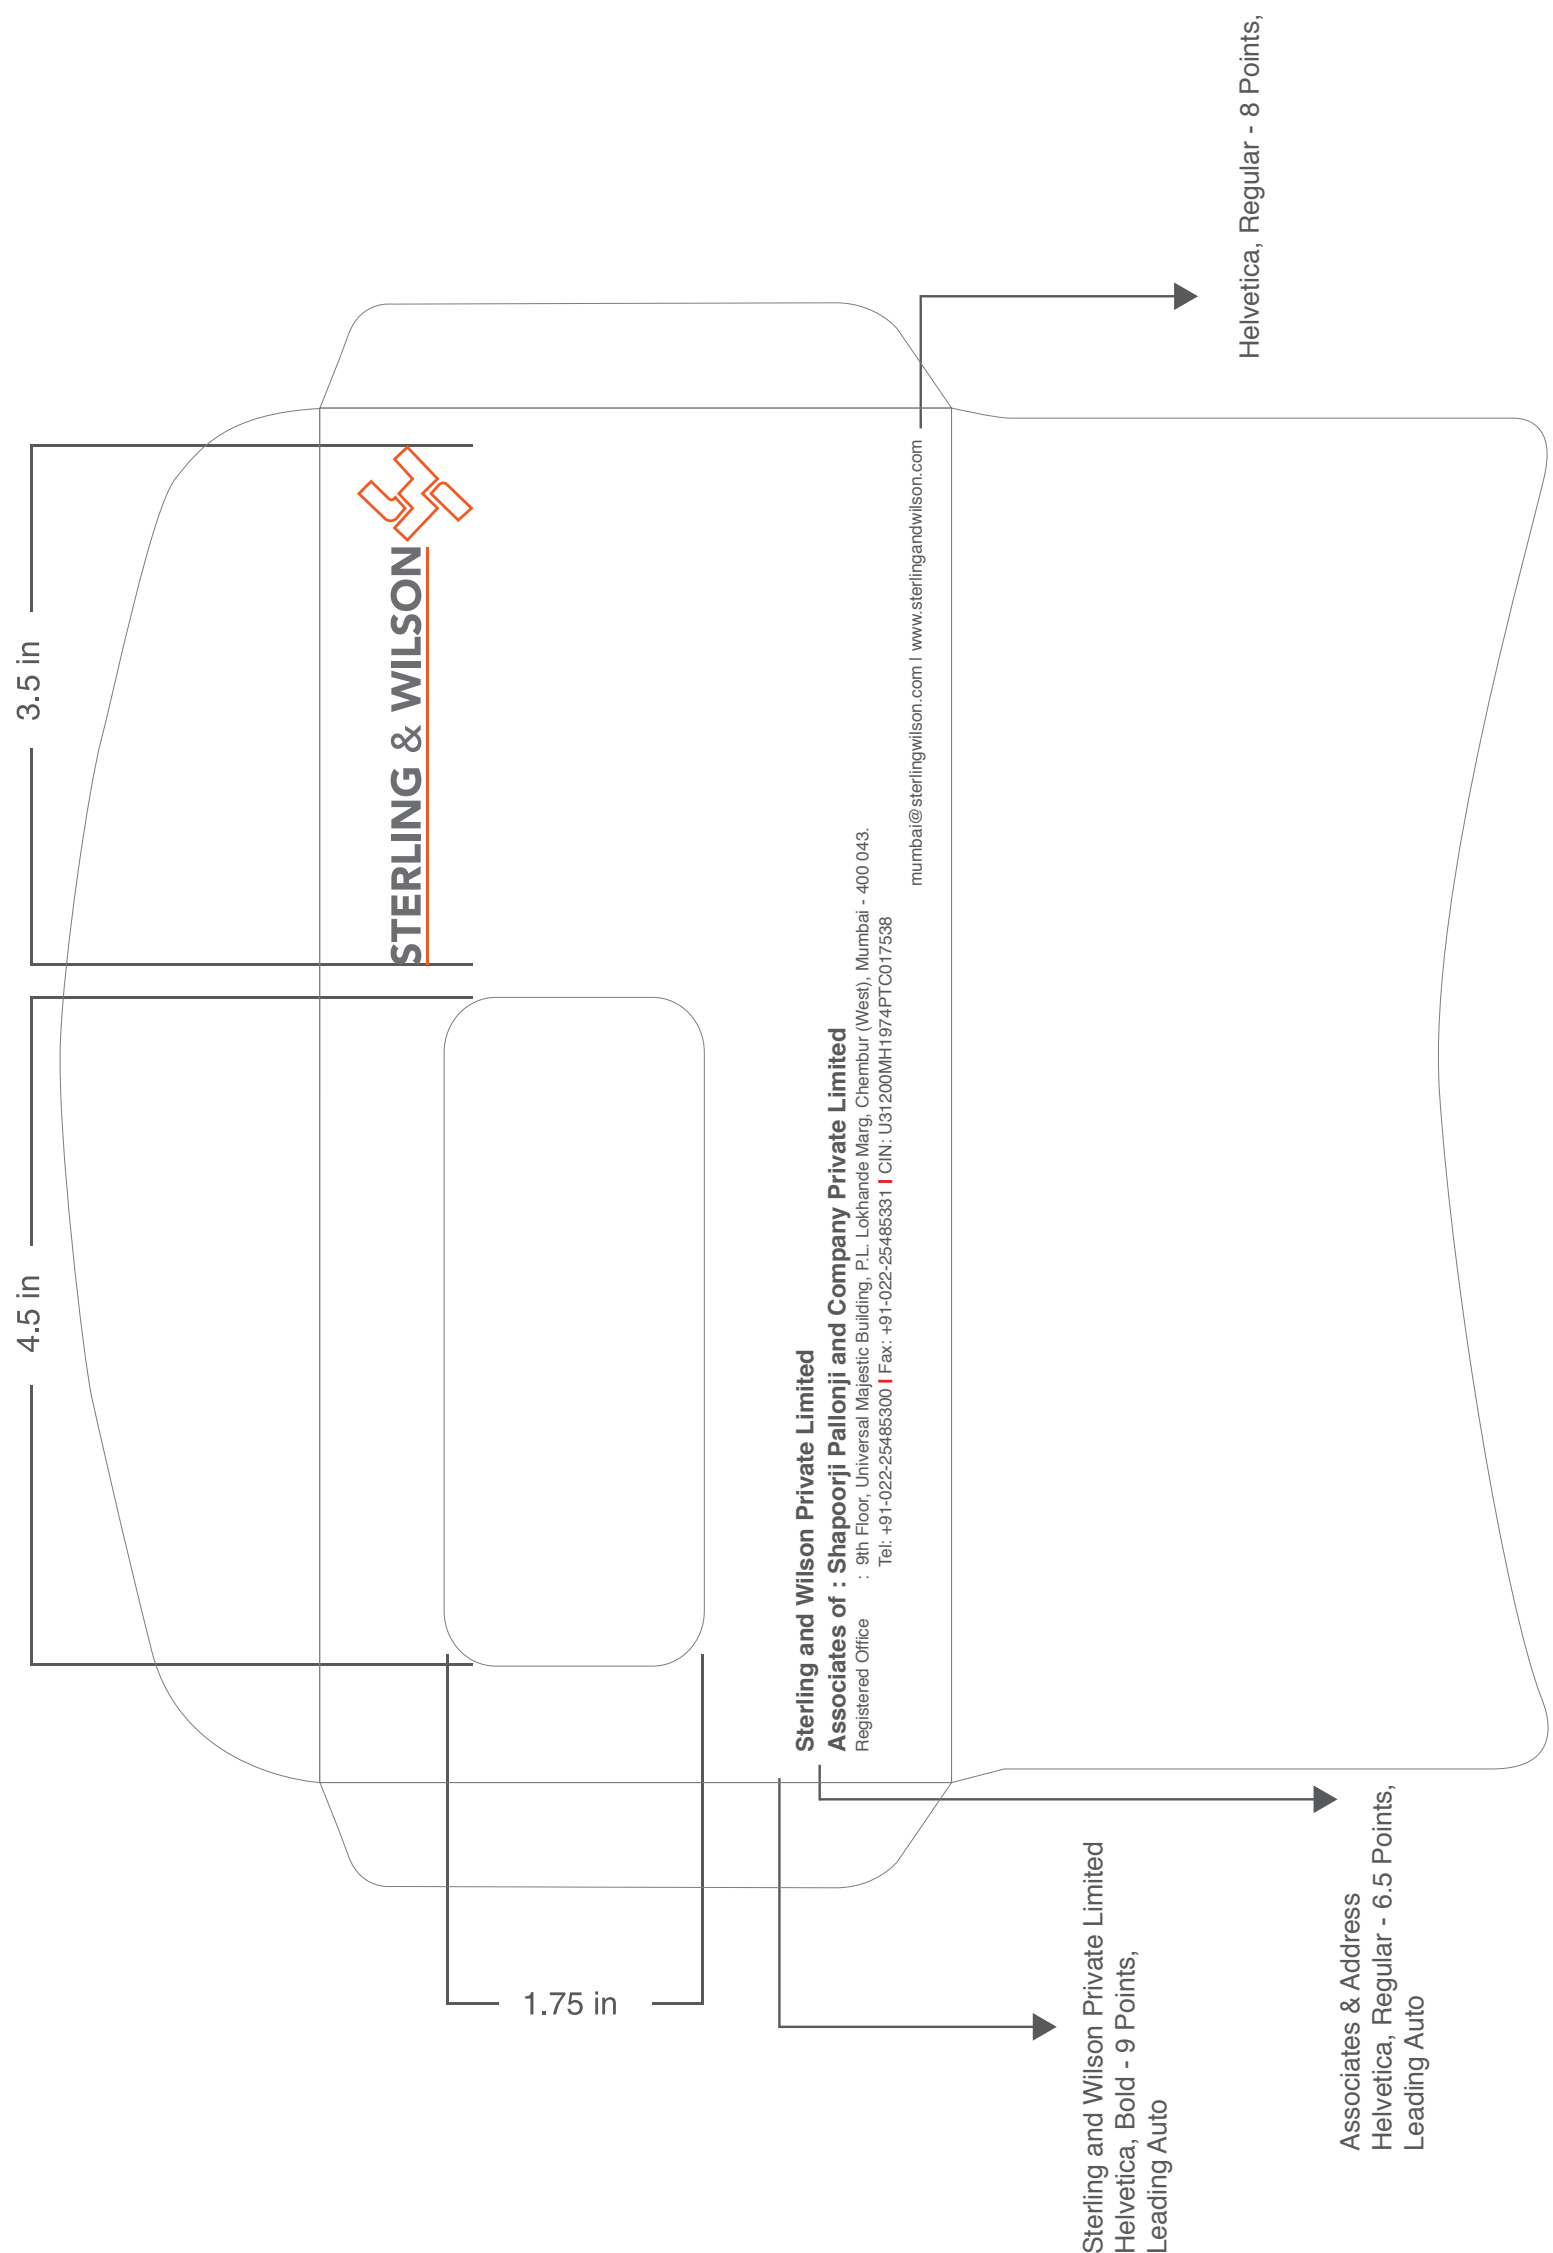 4.5 in
3.5 in
STERLING & WILSON
1.75 in
Sterling and Wilson Private Limited
Associates of : Shapoorji Pallonji and Company Private Limited
Registered Office : 9th Floor, Universal Majestic Building, P.L. Lokhande Marg, Chembur (West), Mumbai - 400 043.
Tel: +91-022-25485300 I Fax: +91-022-25485331 I CIN: U31200MH1974PTC017538
mumbai@sterlingwilson.com I www.sterlingandwilson.com
Sterling and Wilson Private Limited
Helvetica, Bold - 9 Points,
Leading Auto
Helvetica, Regular - 8 Points,
Associates & Address
Helvetica, Regular - 6.5 Points,
Leading Auto